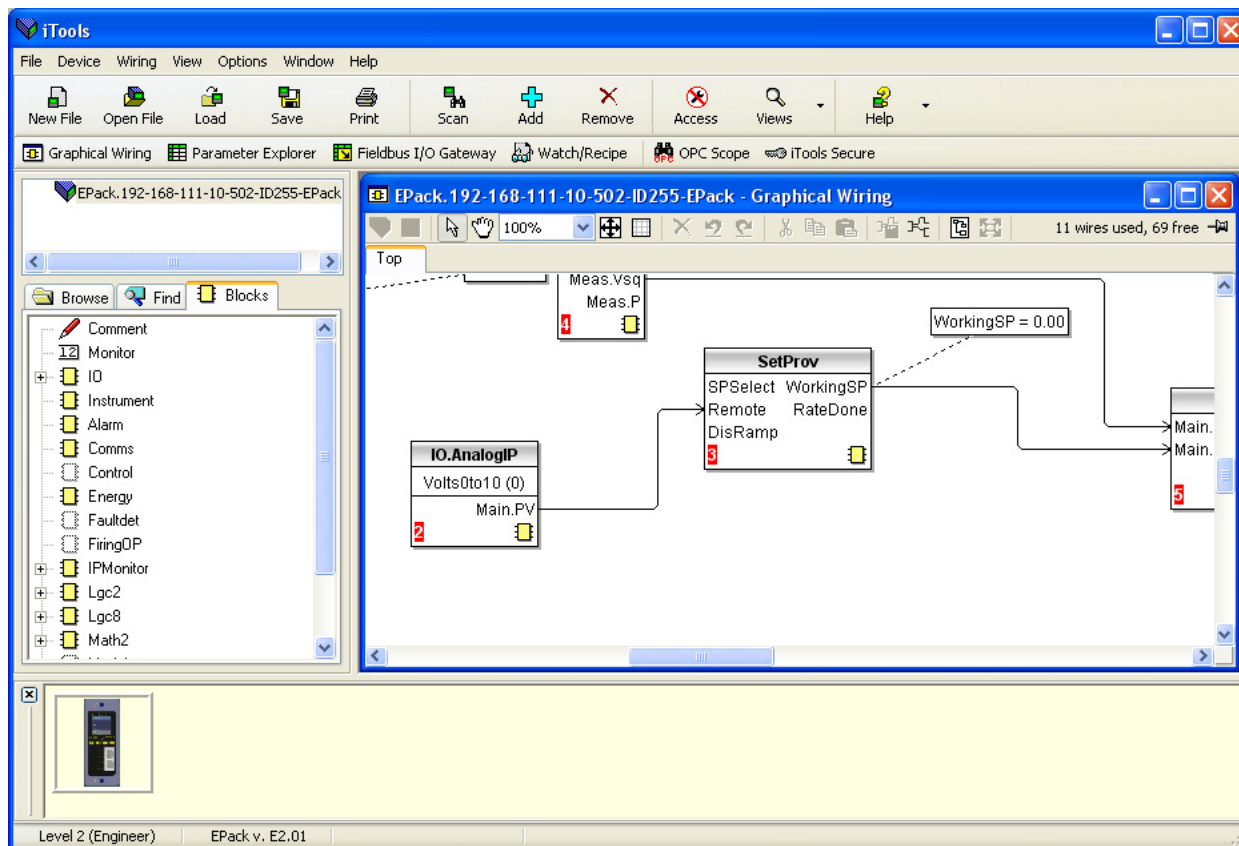 iTools
File Device Wiring View Options Window Help
New File Open File Load Save Print Scan Add Remove Access Views Help
Graphical Wiring Parameter Explorer Fieldbus I/O Gateway Watch/Recipe OPC Scope iTools Secure
EPack.192-168-111-10-502-ID255-EPack
Browse Find Blocks
Comment
12 Monitor
IO
Instrument
Alarm
Comms
Control
Energy
Faultdet
FiringOP
IPMonitor
Lgc2
Lgc8
Math2
EPack.192-168-111-10-502-ID255-EPack - Graphical Wiring
100% 11 wires used, 69 free
Top
Meas.Vsq
Meas.P
4
WorkingSP = 0.00
SetProv
SPSelect WorkingSP
Remote RateDone
DisRamp
3
IO.AnalogIP
Volts0to10 (0)
Main.PV
2
Main.
Main.
5
Level 2 (Engineer) EPack v. E2.01